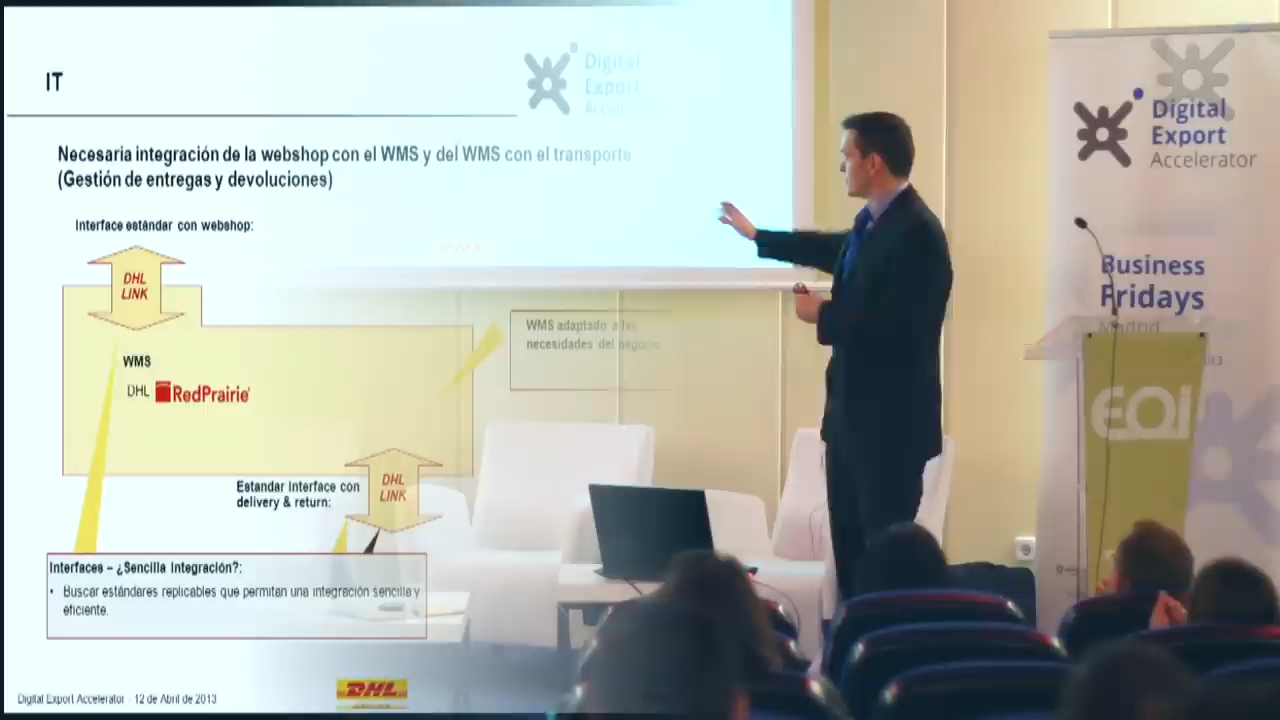 IT
Digital
Export
Accelerator
Necesaria integración de la webshop con el WMS y del WMS con el transporte
(Gestión de entregas y devoluciones)
Interface estándar con webshop:
DHL
LINK
WMS adaptado a las
necesidades del negocio
WMS
DHL RedPrairie
Estandar interface con
delivery & return:
DHL
LINK
Interfaces – ¿Sencilla integración?:
• Buscar estándares replicables que permitan una integración sencilla y
eficiente.
Digital Export Accelerator - 12 de Abril de 2013
DHL
DHL
Digital
Export
Accelerator
Business
Fridays
Madrid
EOI